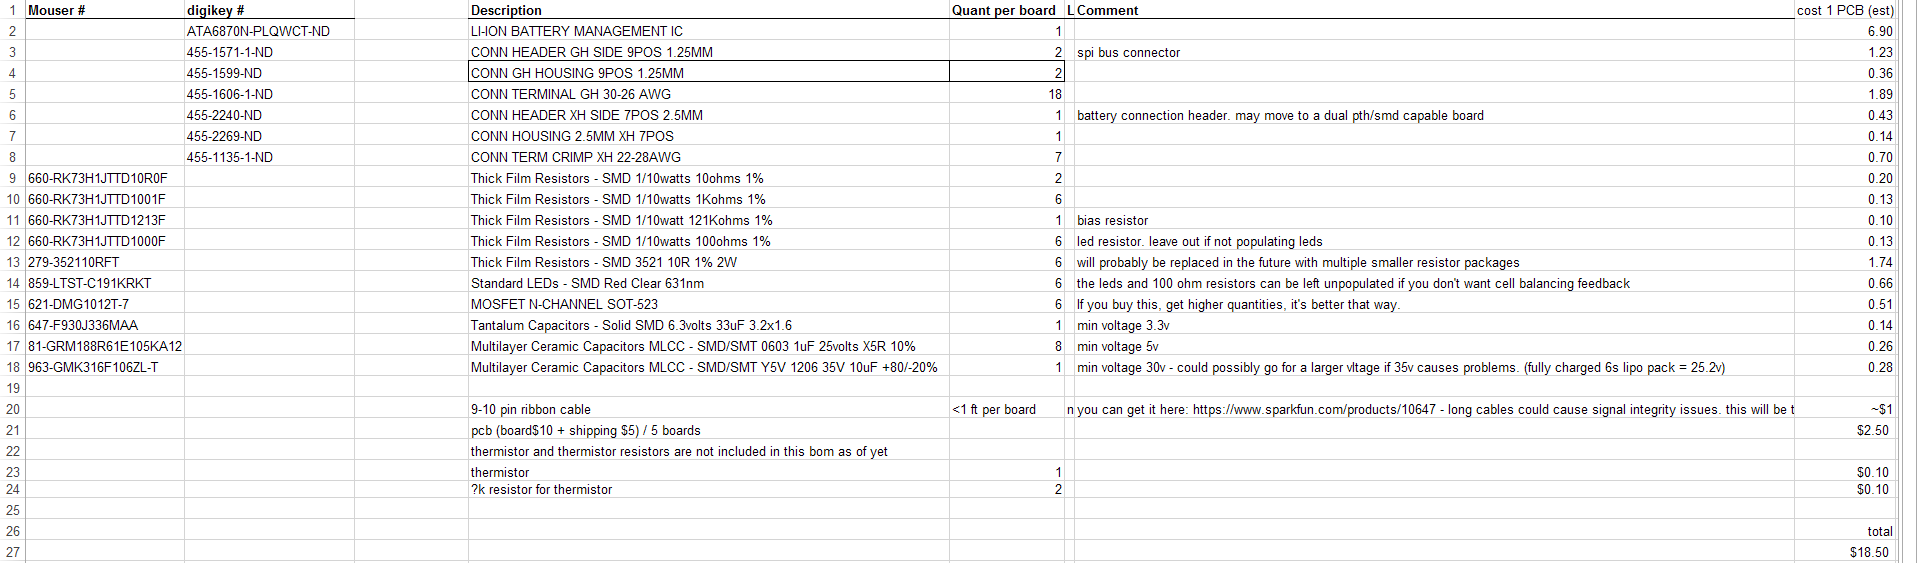 1 Mouser # digikey # Description Quant per board L Comment cost 1 PCB (est)
2 ATA6870N-PLQWCT-ND LI-ION BATTERY MANAGEMENT IC 1 6.90
3 455-1571-1-ND CONN HEADER GH SIDE 9POS 1.25MM 2 spi bus connector 1.23
4 455-1599-ND CONN GH HOUSING 9POS 1.25MM 2 0.36
5 455-1606-1-ND CONN TERMINAL GH 30-26 AWG 18 1.89
6 455-2240-ND CONN HEADER XH SIDE 7POS 2.5MM 1 battery connection header. may move to a dual pth/smd capable board 0.43
7 455-2269-ND CONN HOUSING 2.5MM XH 7POS 1 0.14
8 455-1135-1-ND CONN TERM CRIMP XH 22-28AWG 7 0.70
9 660-RK73H1JTTD10R0F Thick Film Resistors - SMD 1/10watts 10ohms 1% 2 0.20
10 660-RK73H1JTTD1001F Thick Film Resistors - SMD 1/10watts 1Kohms 1% 6 0.13
11 660-RK73H1JTTD1213F Thick Film Resistors - SMD 1/10watt 121Kohms 1% 1 bias resistor 0.10
12 660-RK73H1JTTD1000F Thick Film Resistors - SMD 1/10watts 100ohms 1% 6 led resistor. leave out if not populating leds 0.13
13 279-352110RFT Thick Film Resistors - SMD 3521 10R 1% 2W 6 will probably be replaced in the future with multiple smaller resistor packages 1.74
14 859-LTST-C191KRKT Standard LEDs - SMD Red Clear 631nm 6 the leds and 100 ohm resistors can be left unpopulated if you don't want cell balancing feedback 0.66
15 621-DMG1012T-7 MOSFET N-CHANNEL SOT-523 6 If you buy this, get higher quantities, it's better that way. 0.51
16 647-F930J336MAA Tantalum Capacitors - Solid SMD 6.3volts 33uF 3.2x1.6 1 min voltage 3.3v 0.14
17 81-GRM188R61E105KA12 Multilayer Ceramic Capacitors MLCC - SMD/SMT 0603 1uF 25volts X5R 10% 8 min voltage 5v 0.26
18 963-GMK316F106ZL-T Multilayer Ceramic Capacitors MLCC - SMD/SMT Y5V 1206 35V 10uF +80/-20% 1 min voltage 30v - could possibly go for a larger vltage if 35v causes problems. (fully charged 6s lipo pack = 25.2v) 0.28
19
20 9-10 pin ribbon cable <1 ft per board n you can get it here: https://www.sparkfun.com/products/10647 - long cables could cause signal integrity issues. this will be t ~$1
21 pcb (board$10 + shipping $5) / 5 boards $2.50
22 thermistor and thermistor resistors are not included in this bom as of yet
23 thermistor 1 $0.10
24 ?k resistor for thermistor 2 $0.10
25
26 total
27 $18.50